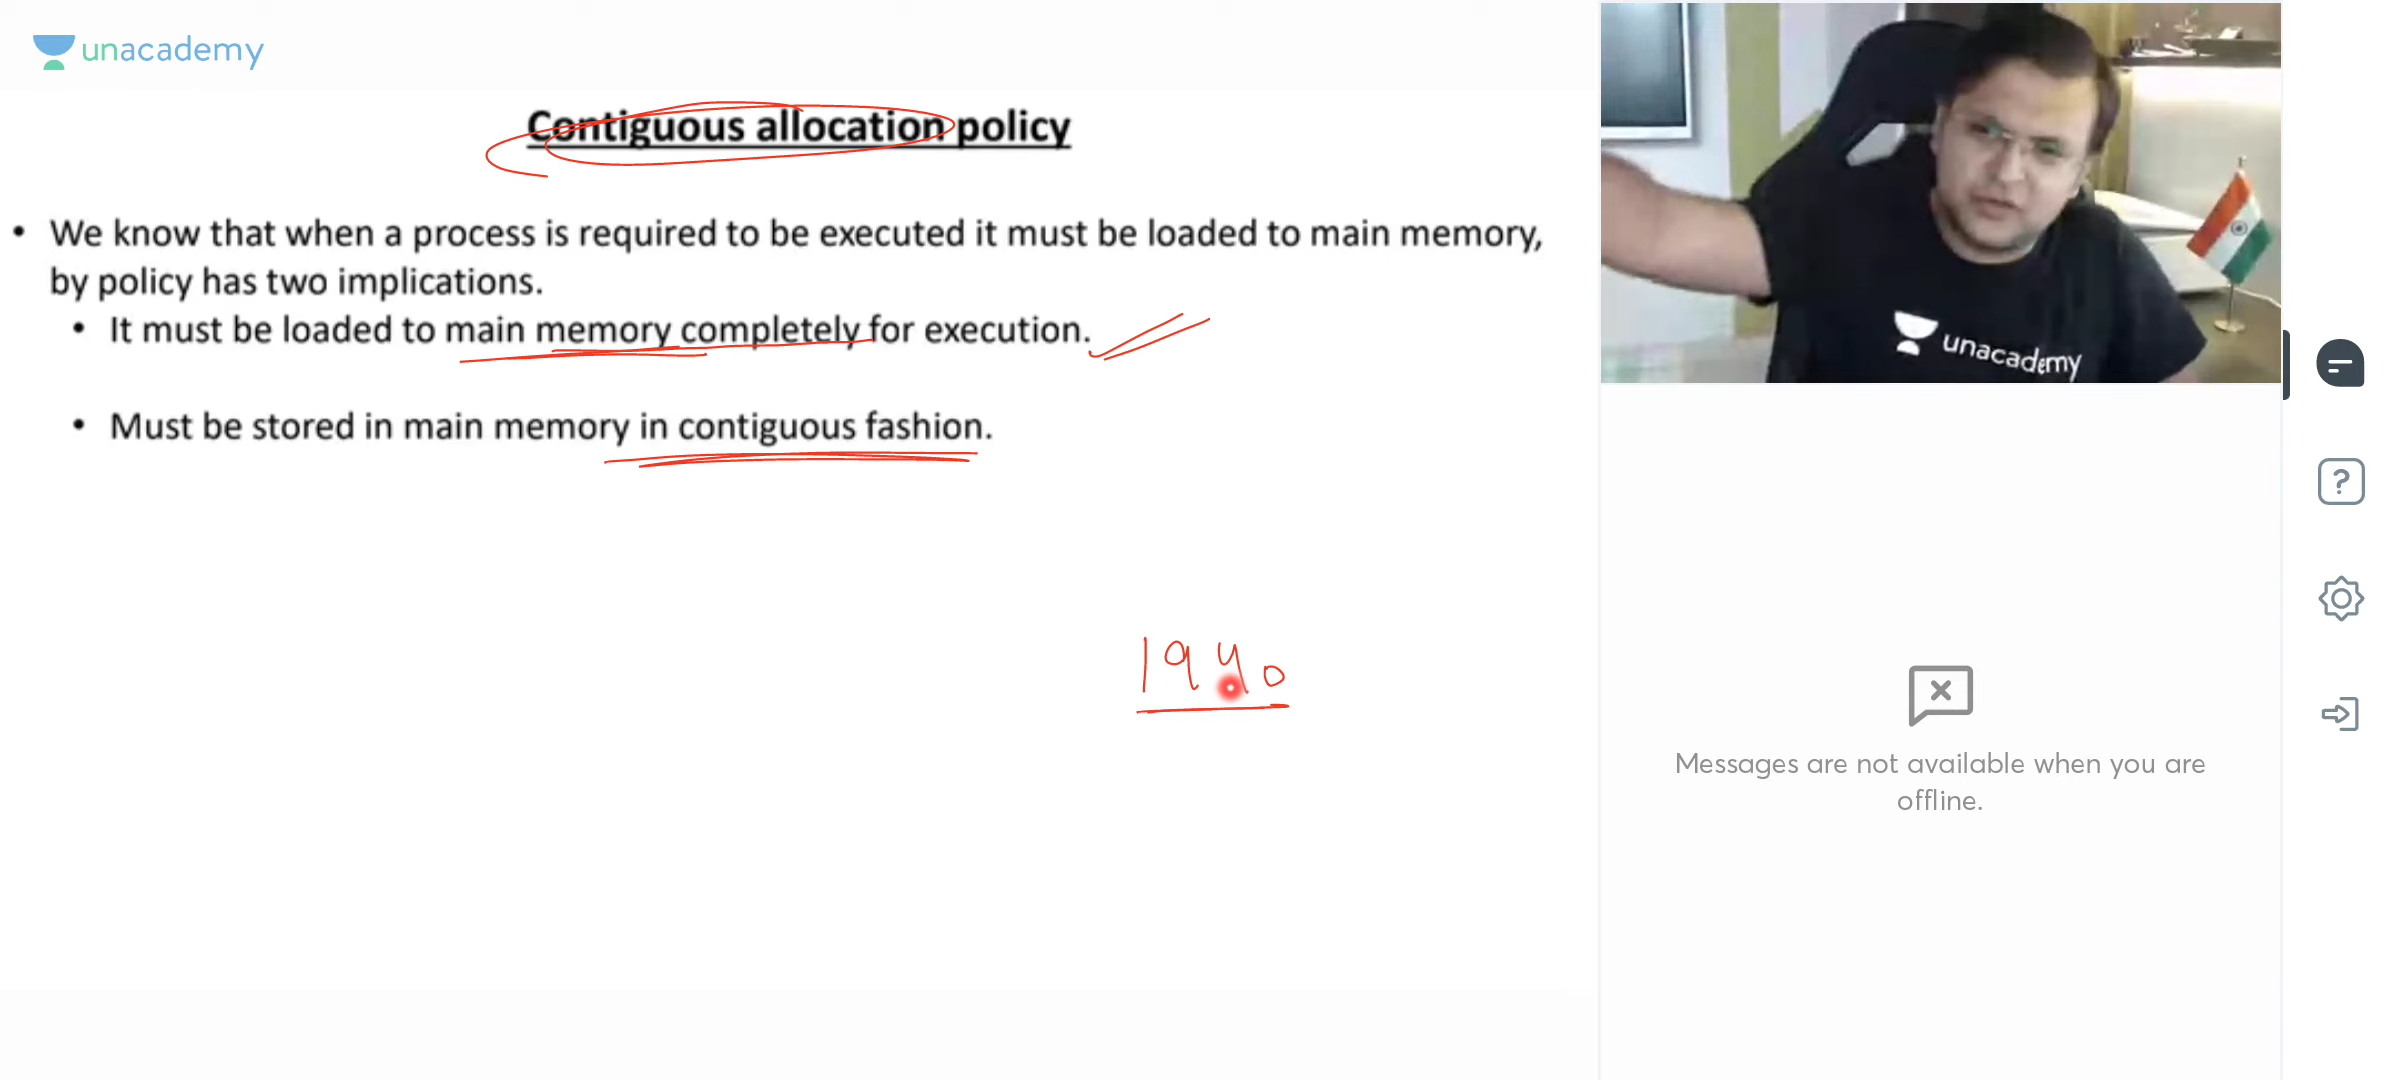 unacademy
Contiguous allocation policy
• We know that when a process is required to be executed it must be loaded to main memory,
by policy has two implications.
• It must be loaded to main memory completely for execution.
• Must be stored in main memory in contiguous fashion.
1940
unacademy
?
Messages are not available when you are
offline.